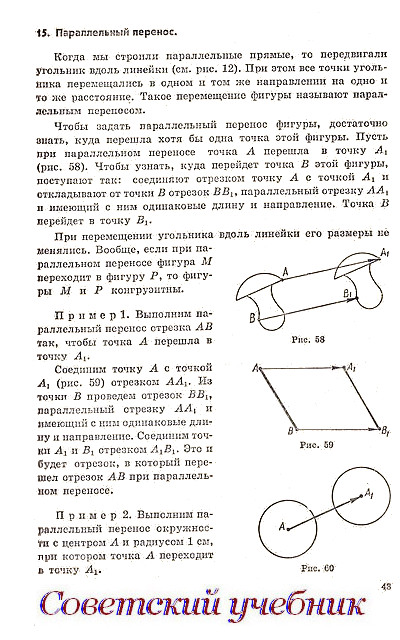 15. Параллельный перенос.
Когда мы строили параллельные прямые, то передвигали
угольник вдоль линейки (см. рис. 12). При этом все точки уголь-
ника перемещались в одном и том же направлении на одно и
то же расстояние. Такое перемещение фигуры называют парал-
лельным переносом.
Чтобы задать параллельный перенос фигуры, достаточно
знать, куда перешла хотя бы одна точка этой фигуры. Пусть
при параллельном переносе точка A перешла в точку A₁
(рис. 58). Чтобы узнать, куда перейдет точка B этой фигуры,
поступают так: соединяют отрезком точку A с точкой A₁ и
откладывают от точки B отрезок BB₁, параллельный отрезку AA₁
и имеющий с ним одинаковые длину и направление. Точка B
перейдет в точку B₁.
При перемещении угольника вдоль линейки его размеры не
менялись. Вообще, если при па-
раллельном переносе фигура M
переходит в фигуру P, то фигу-
ры M и P конгруэнтны.
A
A₁
B
B₁
Рис. 58
Пример 1. Выполним па-
раллельный перенос отрезка AB
так, чтобы точка A перешла в
точку A₁.
Соединим точку A с точкой
A₁ (рис. 59) отрезком AA₁. Из
точки B проведем отрезок BB₁,
параллельный отрезку AA₁ и
имеющий с ним одинаковые дли-
ну и направление. Соединим точ-
ки A₁ и B₁ отрезком A₁B₁. Это и
будет отрезок, в который пере-
шел отрезок AB при параллель-
ном переносе.
A
A₁
B
B₁
Рис. 59
Пример 2. Выполним па-
раллельный перенос окружнос-
ти с центром A и радиусом 1 см,
при котором точка A переходит
в точку A₁.
A
A₁
Рис. 60
43
Советский учебник